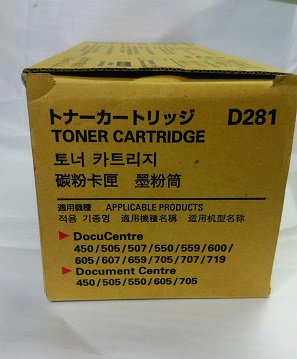 トナーカートリッジ D281
TONER CARTRIDGE
토너 카트리지
碳粉卡匣 墨粉筒
適用機種 APPLICABLE PRODUCTS
적용 기종명 適用機種名稱 适用机型名称
DocuCentre
450/505/507/550/559/600/
605/607/659/705/707/719
Document Centre
450/505/550/605/705